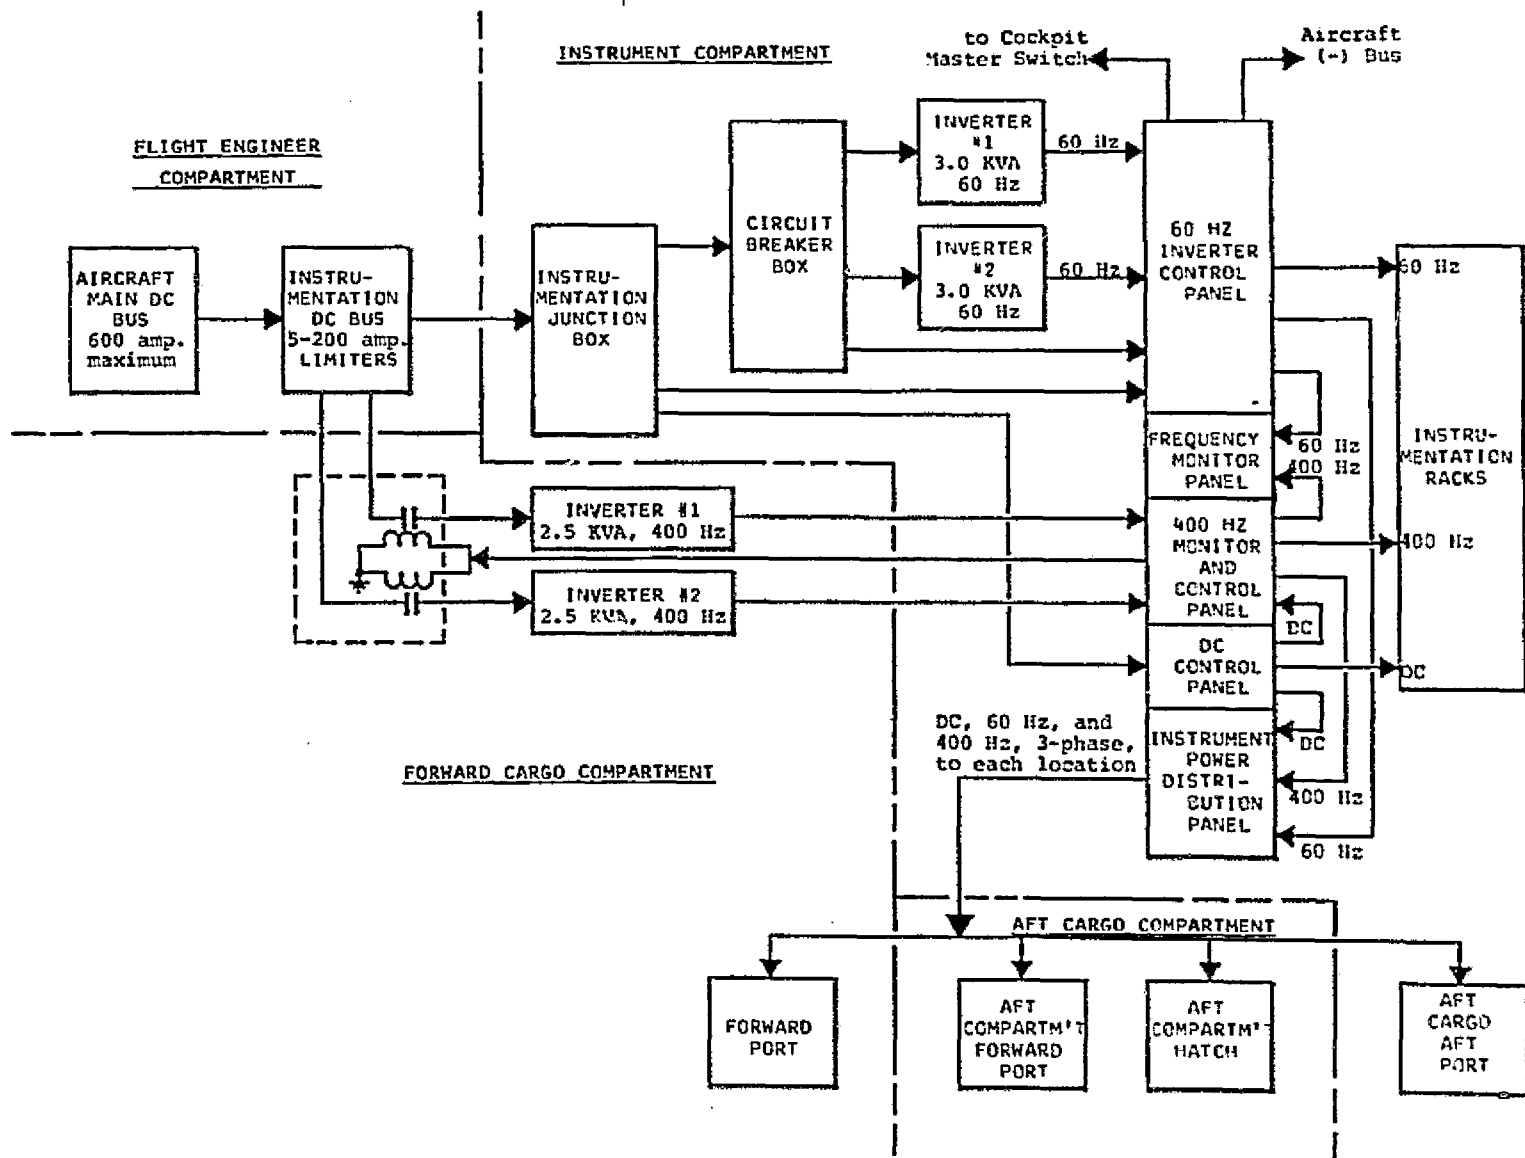 INSTRUMENT COMPARTMENT
to Cockpit
Master Switch
Aircraft
(-) Bus
FLIGHT ENGINEER
COMPARTMENT
AIRCRAFT
MAIN DC
BUS
600 amp.
maximum
INSTRU-
MENTATION
DC BUS
5-200 amp.
LIMITERS
INSTRU-
MENTATION
JUNCTION
BOX
CIRCUIT
BREAKER
BOX
INVERTER
#1
3.0 KVA
60 Hz
60 Hz
INVERTER
#2
3.0 KVA
60 Hz
60 Hz
60 HZ
INVERTER
CONTROL
PANEL
FREQUENCY
MONITOR
PANEL
60 Hz
400 Hz
400 HZ
MONITOR
AND
CONTROL
PANEL
DC
DC
CONTROL
PANEL
DC
INSTRUMENT
POWER
DISTRI-
BUTION
PANEL
400 Hz
60 Hz
60 Hz
INSTRU-
MENTATION
RACKS
400 Hz
DC
INVERTER #1
2.5 KVA, 400 Hz
INVERTER #2
2.5 KVA, 400 Hz
FORWARD CARGO COMPARTMENT
DC, 60 Hz, and
400 Hz, 3-phase,
to each location
AFT CARGO COMPARTMENT
FORWARD
PORT
AFT
COMPARTM'T
FORWARD
PORT
AFT
COMPARTM'T
HATCH
AFT
CARGO
AFT
PORT